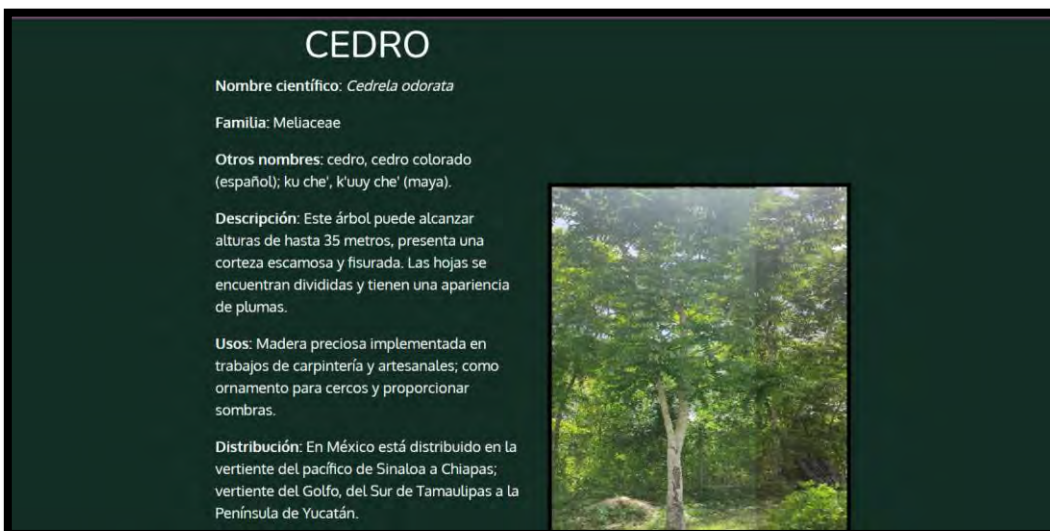 CEDRO
Nombre científico: Cedrela odorata
Familia: Meliaceae
Otros nombres: cedro, cedro colorado
(español); ku che', k'uuy che' (maya).
Descripción: Este árbol puede alcanzar
alturas de hasta 35 metros, presenta una
corteza escamosa y fisurada. Las hojas se
encuentran divididas y tienen una apariencia
de plumas.
Usos: Madera preciosa implementada en
trabajos de carpintería y artesanales; como
ornamento para cercos y proporcionar
sombras.
Distribución: En México está distribuido en la
vertiente del pacífico de Sinaloa a Chiapas;
vertiente del Golfo, del Sur de Tamaulipas a la
Península de Yucatán.